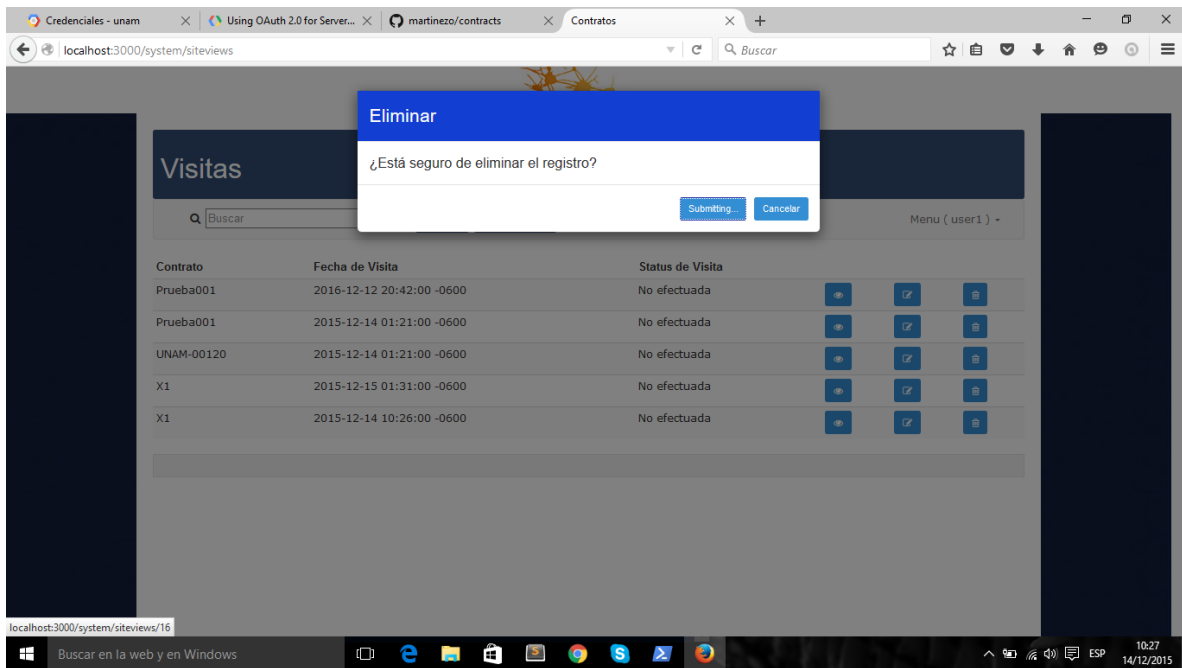 Credenciales - unam
Using OAuth 2.0 for Server...
martinezo/contracts
Contratos
localhost:3000/system/siteviews
Buscar
Eliminar
¿Está seguro de eliminar el registro?
Submitting...
Cancelar
Visitas
Buscar
Menu ( user1 )
Contrato Fecha de Visita Status de Visita
Prueba001 2016-12-12 20:42:00 -0600 No efectuada
Prueba001 2015-12-14 01:21:00 -0600 No efectuada
UNAM-00120 2015-12-14 01:21:00 -0600 No efectuada
X1 2015-12-15 01:31:00 -0600 No efectuada
X1 2015-12-14 10:26:00 -0600 No efectuada
localhost:3000/system/siteviews/16
Buscar en la web y en Windows
ESP
10:27
14/12/2015